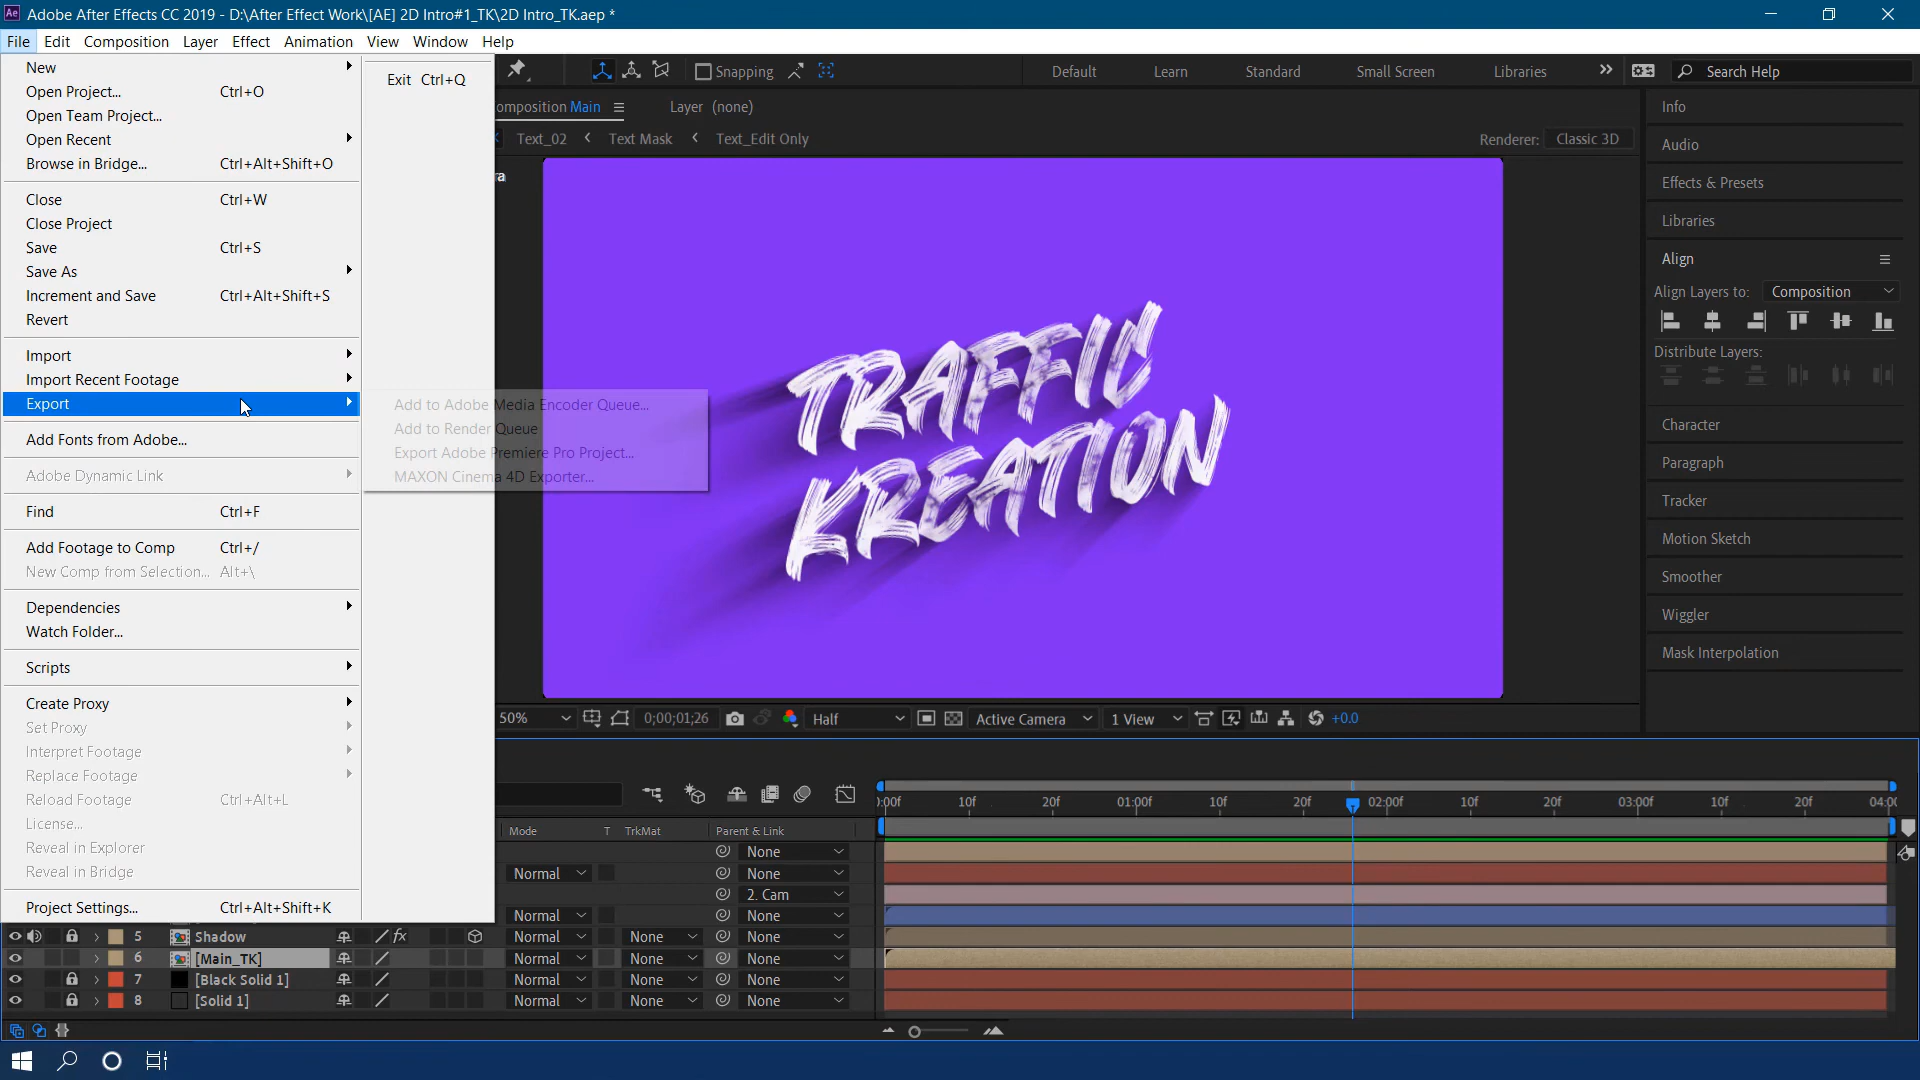 Adobe After Effects CC 2019 - D:\After Effect Work\[AE] 2D Intro#1_TK\2D Intro_TK.aep *
File Edit Composition Layer Effect Animation View Window Help
New
Open Project... Ctrl+O
Open Team Project...
Open Recent
Browse in Bridge... Ctrl+Alt+Shift+O
Close Ctrl+W
Close Project
Save Ctrl+S
Save As
Increment and Save Ctrl+Alt+Shift+S
Revert
Import
Import Recent Footage
Export
Add Fonts from Adobe...
Adobe Dynamic Link
Find Ctrl+F
Add Footage to Comp Ctrl+/
New Comp from Selection... Alt+\
Dependencies
Watch Folder...
Scripts
Create Proxy
Set Proxy
Interpret Footage
Replace Footage
Reload Footage Ctrl+Alt+L
License...
Reveal in Explorer
Reveal in Bridge
Project Settings... Ctrl+Alt+Shift+K
Exit Ctrl+Q
Add to Adobe Media Encoder Queue...
Add to Render Queue
Export Adobe Premiere Pro Project...
MAXON Cinema 4D Exporter...
Snapping
Default Learn Standard Small Screen Libraries
Search Help
omposition Main Layer (none)
Text_02 Text Mask Text_Edit Only
Renderer: Classic 3D
ra
TRAFFIC
KREATION
50% 0;00;01;26 Half Active Camera 1 View +0.0
Info
Audio
Effects & Presets
Libraries
Align
Align Layers to: Composition
Distribute Layers:
Character
Paragraph
Tracker
Motion Sketch
Smoother
Wiggler
Mask Interpolation
):00f 10f 20f 01:00f 10f 20f 02:00f 10f 20f 03:00f 10f 20f 04:0
Mode T TrkMat Parent & Link
None
Normal None
2. Cam
Normal None
5 Shadow fx Normal None None
6 [Main_TK] Normal None None
7 [Black Solid 1] Normal None None
8 [Solid 1] Normal None None